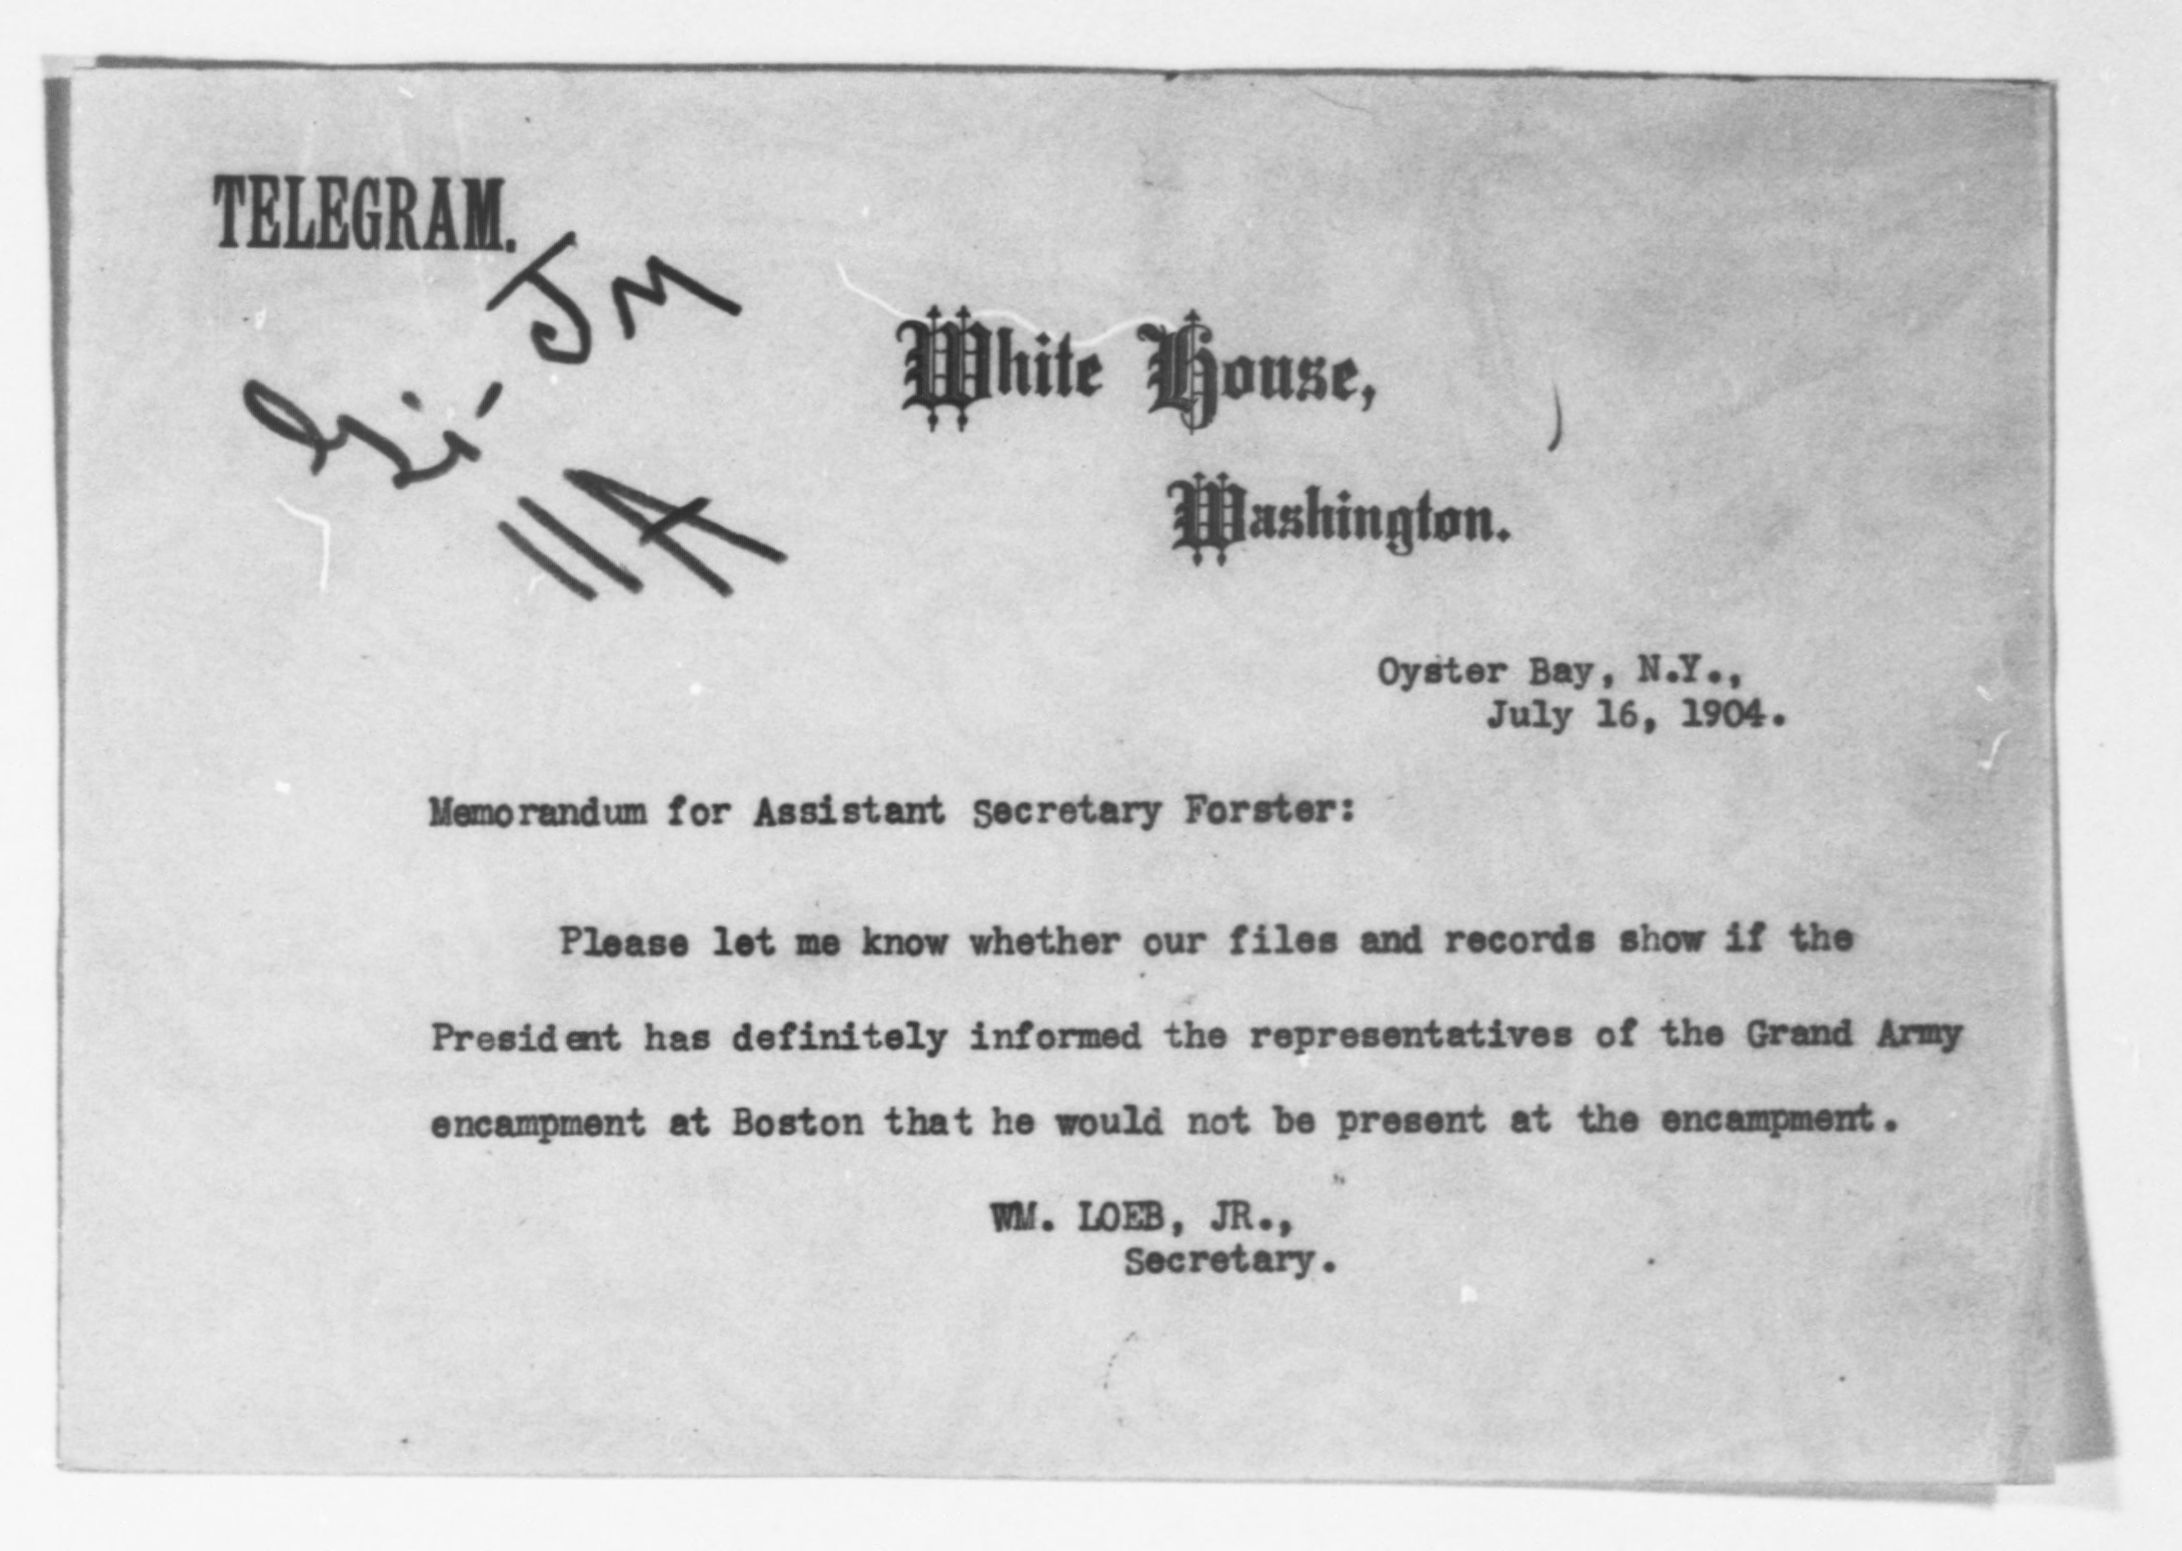 TELEGRAM.
JM
11A
White House,
Washington.
Oyster Bay, N.Y.,
July 16, 1904.
Memorandum for Assistant Secretary Forster:
Please let me know whether our files and records show if the
President has definitely informed the representatives of the Grand Army
encampment at Boston that he would not be present at the encampment.
WM. LOEB, JR.,
Secretary.